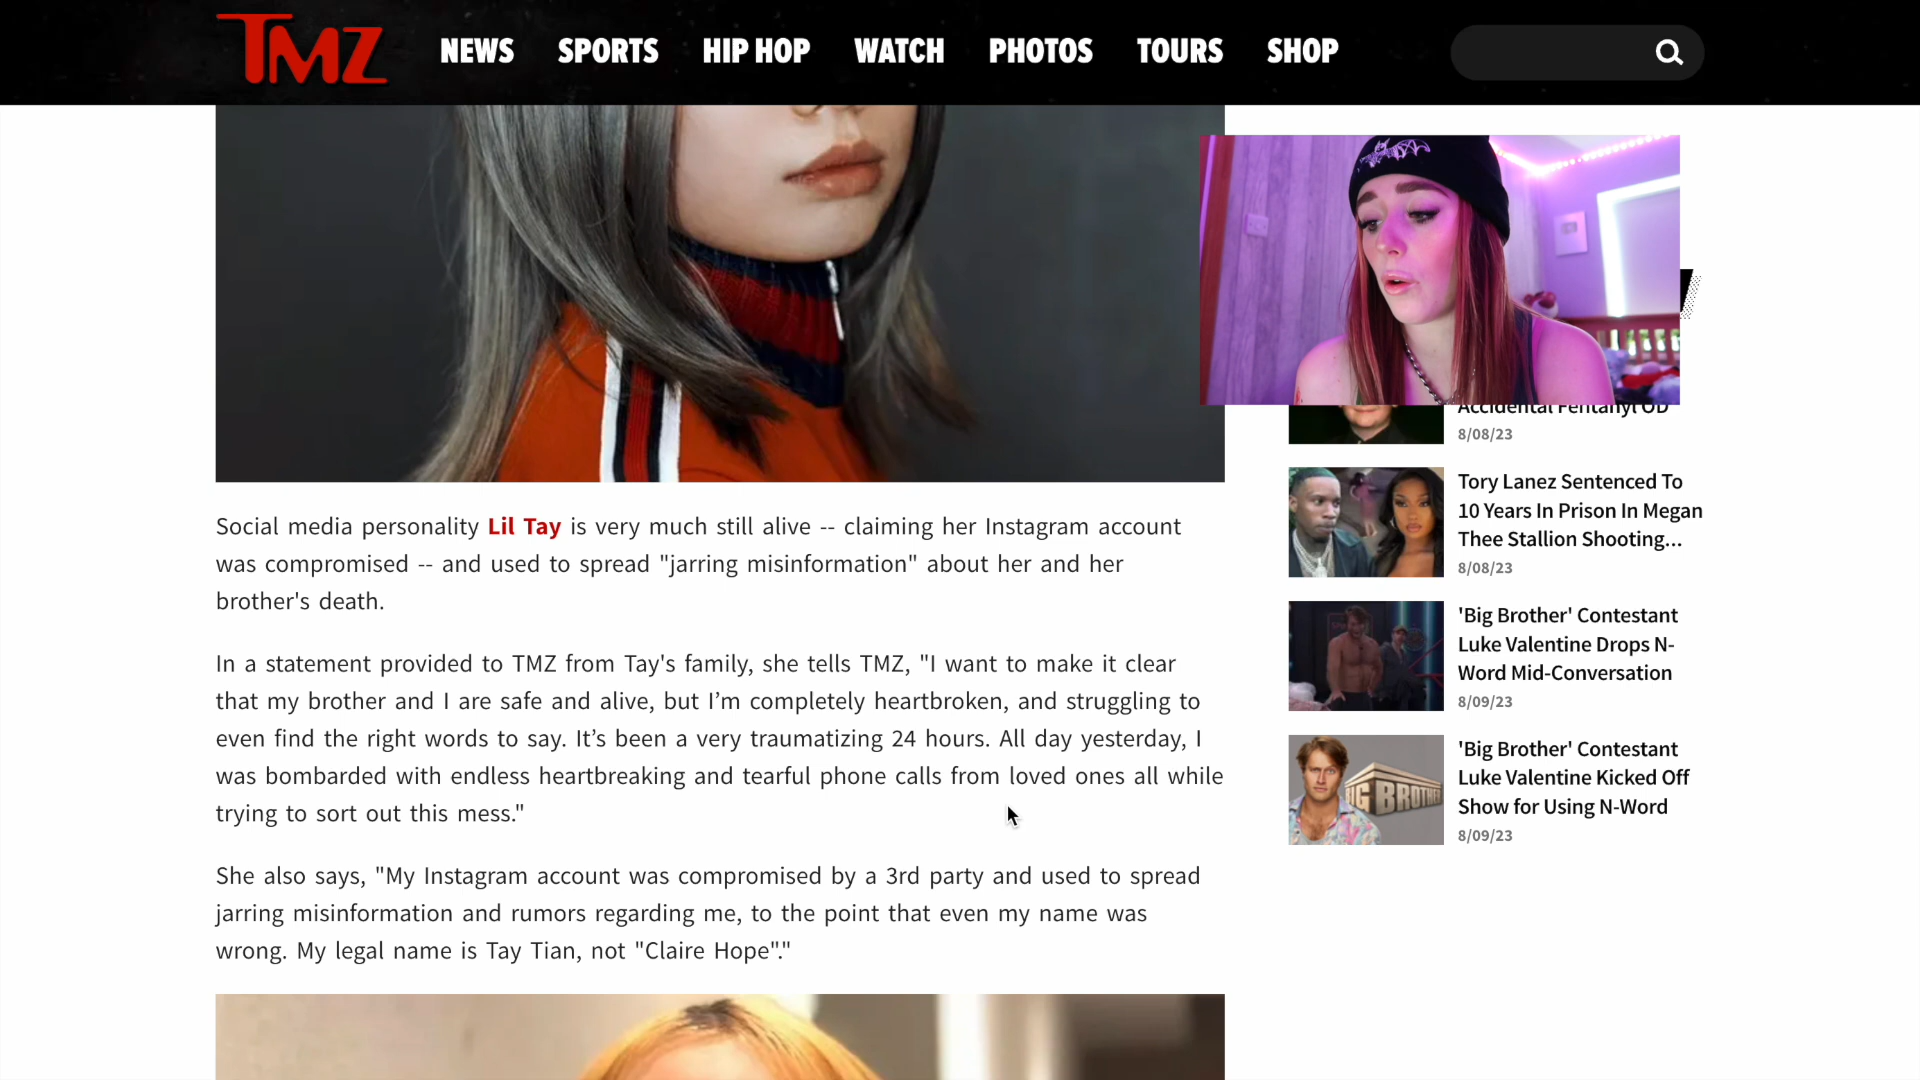 TMZ
NEWS SPORTS HIP HOP WATCH PHOTOS TOURS SHOP
Social media personality Lil Tay is very much still alive -- claiming her Instagram account
was compromised -- and used to spread "jarring misinformation" about her and her
brother's death.
In a statement provided to TMZ from Tay's family, she tells TMZ, "I want to make it clear
that my brother and I are safe and alive, but I’m completely heartbroken, and struggling to
even find the right words to say. It’s been a very traumatizing 24 hours. All day yesterday, I
was bombarded with endless heartbreaking and tearful phone calls from loved ones all while
trying to sort out this mess."
She also says, "My Instagram account was compromised by a 3rd party and used to spread
jarring misinformation and rumors regarding me, to the point that even my name was
wrong. My legal name is Tay Tian, not "Claire Hope"."
Accidental Fentanyl OD
8/08/23
Tory Lanez Sentenced To
10 Years In Prison In Megan
Thee Stallion Shooting...
8/08/23
'Big Brother' Contestant
Luke Valentine Drops N-
Word Mid-Conversation
8/09/23
BIG BROTHER
'Big Brother' Contestant
Luke Valentine Kicked Off
Show for Using N-Word
8/09/23